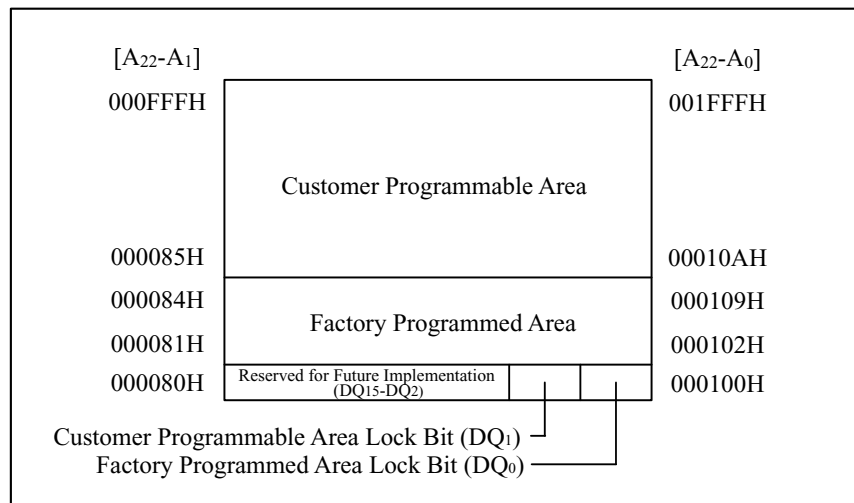 [A22-A1] [A22-A0]
000FFFH 001FFFH
Customer Programmable Area
000085H 00010AH
000084H 000109H
Factory Programmed Area
000081H 000102H
000080H Reserved for Future Implementation (DQ15-DQ2) 000100H
Customer Programmable Area Lock Bit (DQ1)
Factory Programmed Area Lock Bit (DQ0)